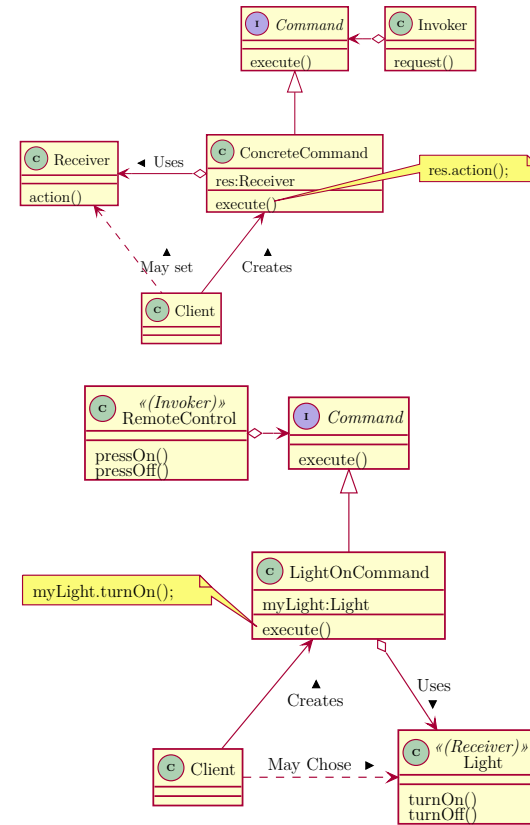 I Command
C Invoker
execute()
request()
C ConcreteCommand
res:Receiver
execute()
res.action();
C Receiver
action()
◄ Uses
▲
May set
▲
Creates
C Client
C «(Invoker)»
RemoteControl
pressOn()
pressOff()
I Command
execute()
C LightOnCommand
myLight:Light
execute()
myLight.turnOn();
▲
Creates
Uses
▼
C Client
May Chose ►
C «(Receiver)»
Light
turnOn()
turnOff()